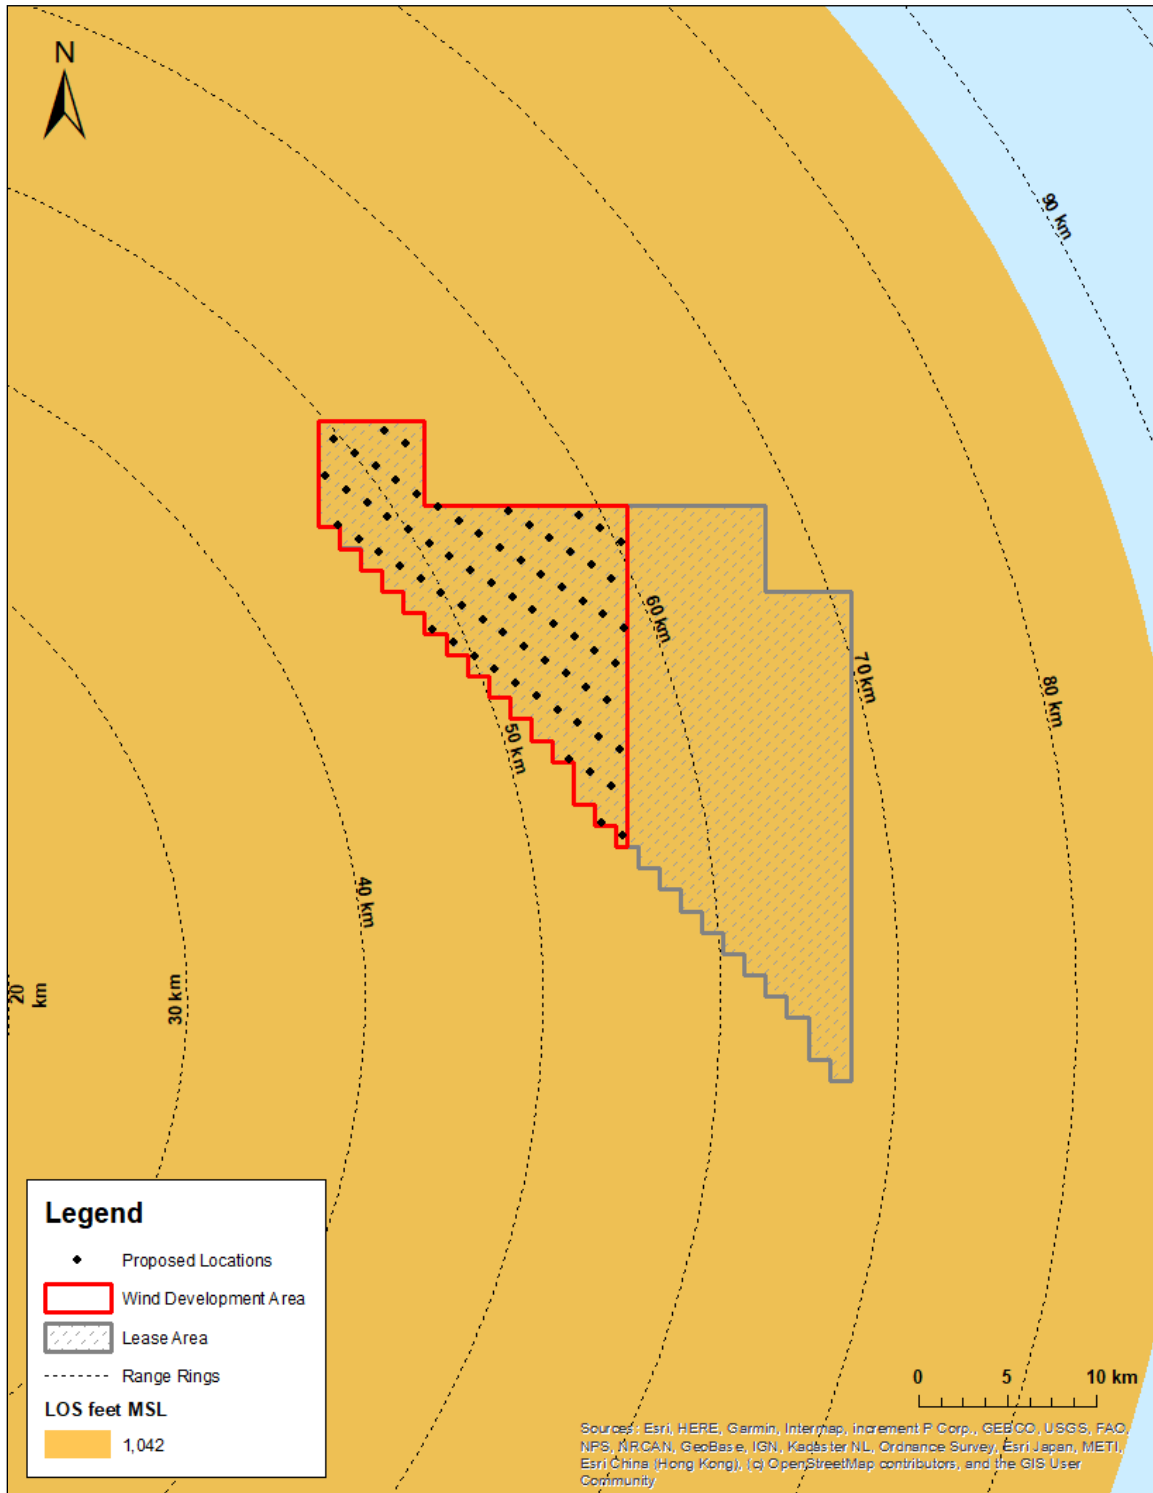 N
90 km
60 km
70 km
80 km
50 km
40 km
30 km
20
km
Legend
Proposed Locations
Wind Development Area
Lease Area
Range Rings
LOS feet MSL
1,042
0 5 10 km
Sources: Esri, HERE, Garmin, Intermap, increment P Corp., GEBCO, USGS, FAO,
NPS, NRCAN, GeoBase, IGN, Kadaster NL, Ordnance Survey, Esri Japan, METI,
Esri China (Hong Kong), (c) OpenStreetMap contributors, and the GIS User
Community